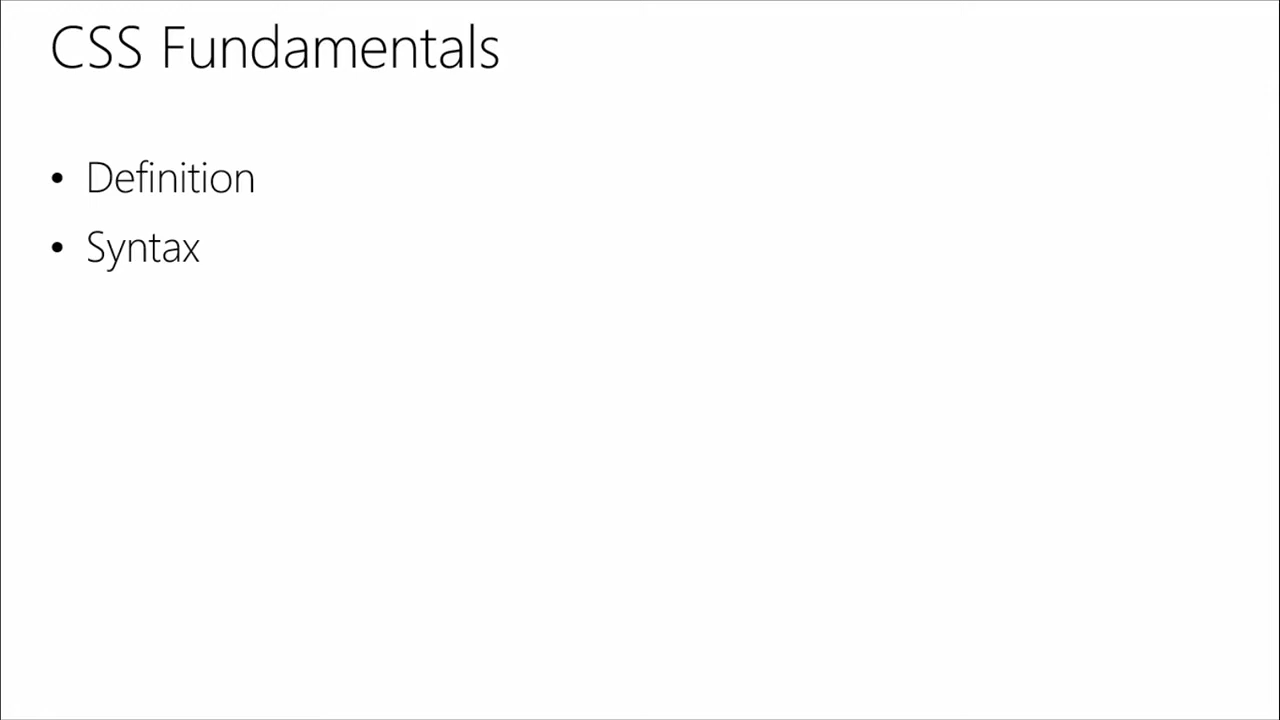 CSS Fundamentals
• Definition
• Syntax